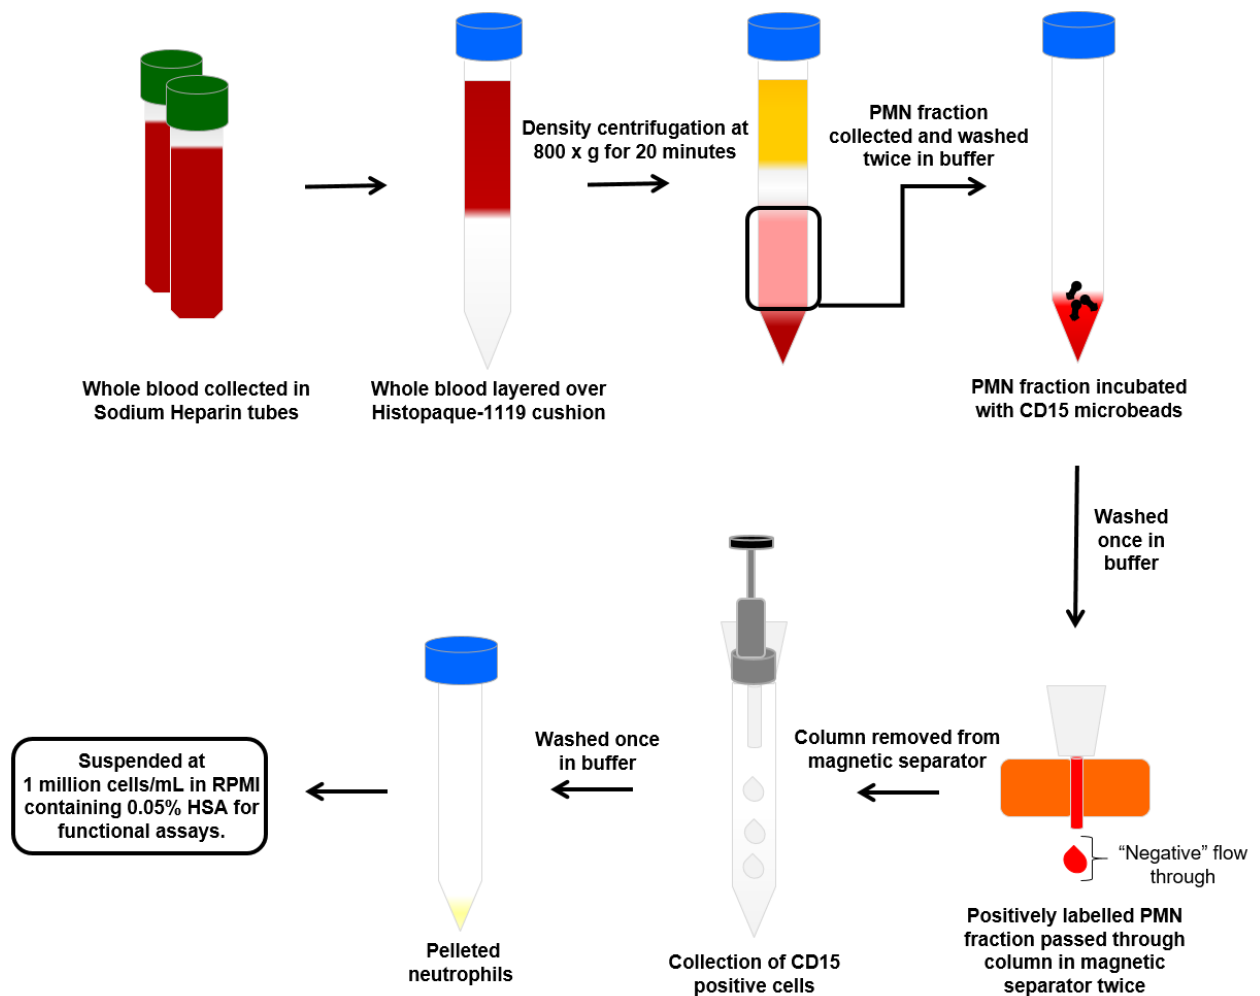 Whole blood collected in
Sodium Heparin tubes
Whole blood layered over
Histopaque-1119 cushion
Density centrifugation at
800 x g for 20 minutes
PMN fraction
collected and washed
twice in buffer
PMN fraction incubated
with CD15 microbeads
Washed
once in
buffer
"Negative" flow
through
Positively labelled PMN
fraction passed through
column in magnetic
separator twice
Column removed from
magnetic separator
Collection of CD15
positive cells
Washed once
in buffer
Pelleted
neutrophils
Suspended at
1 million cells/mL in RPMI
containing 0.05% HSA for
functional assays.